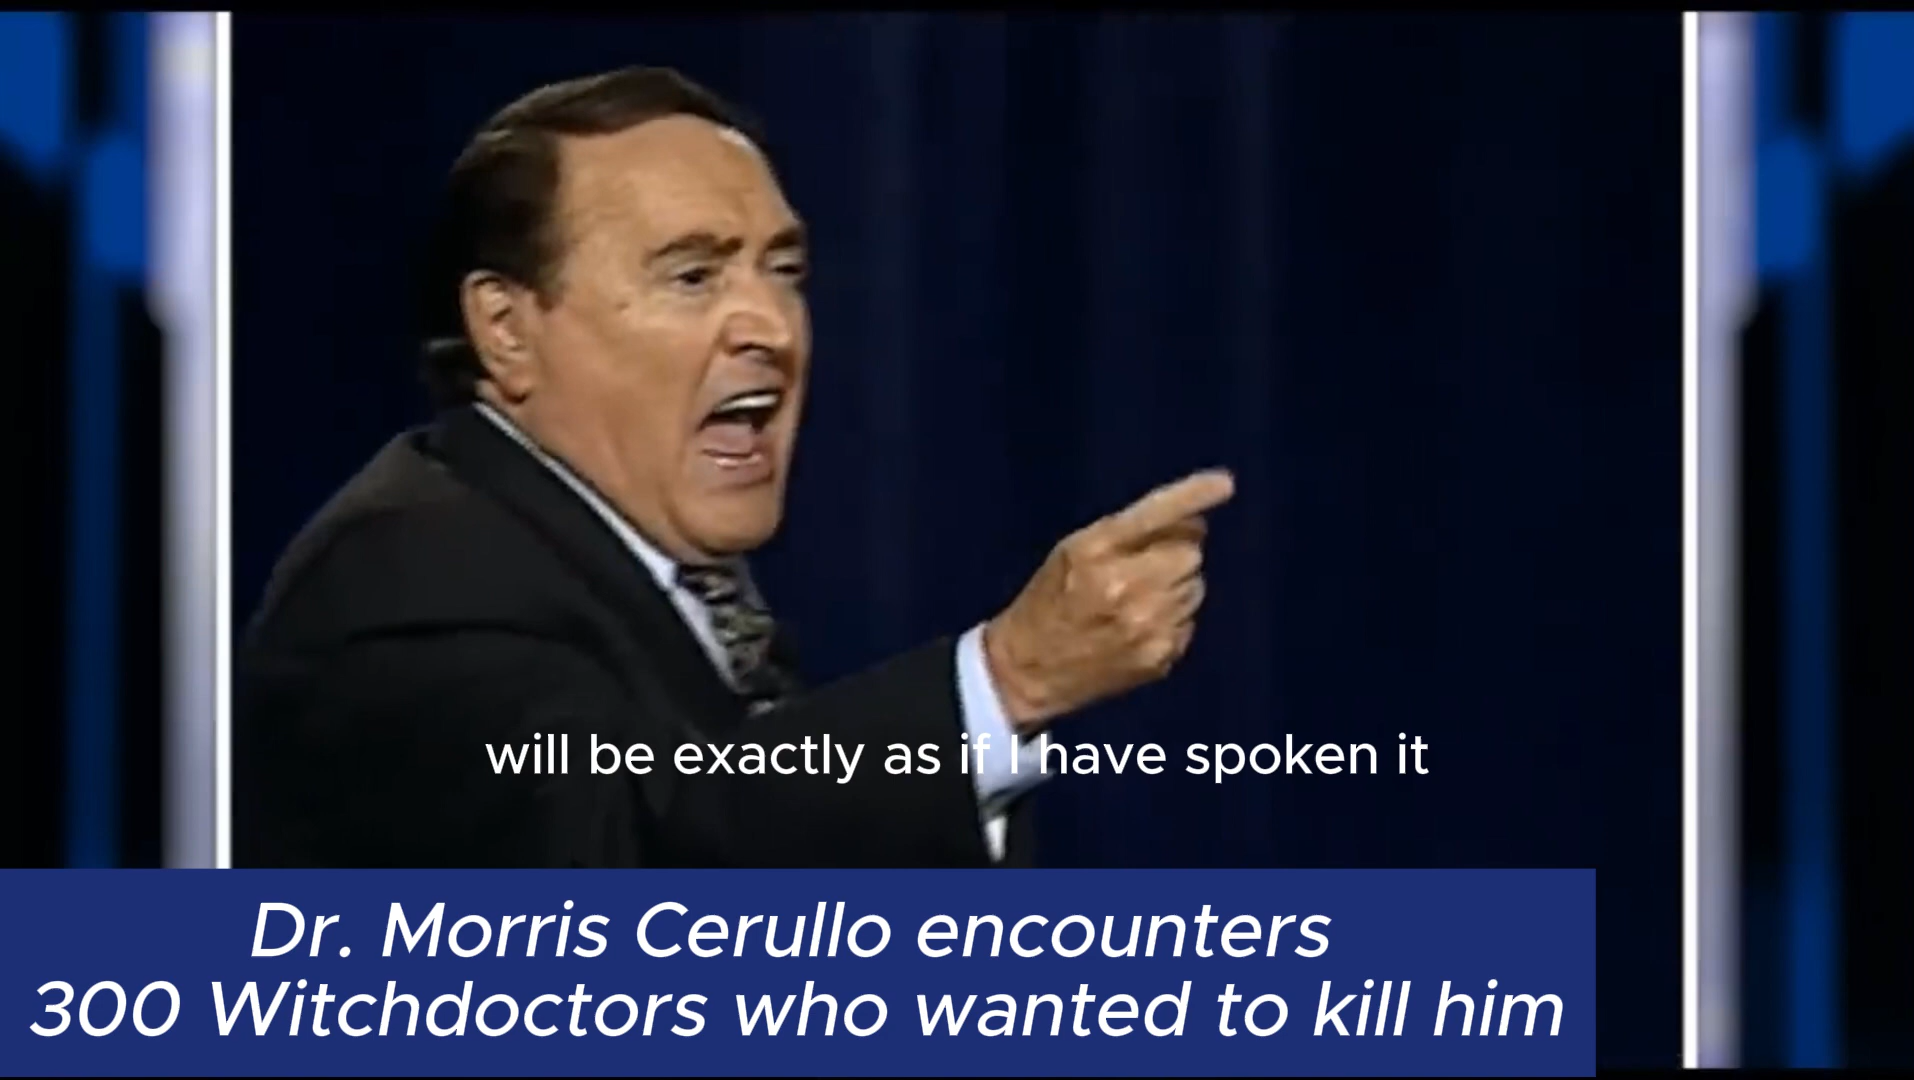 will be exactly as if I have spoken it
Dr. Morris Cerullo encounters
300 Witchdoctors who wanted to kill him